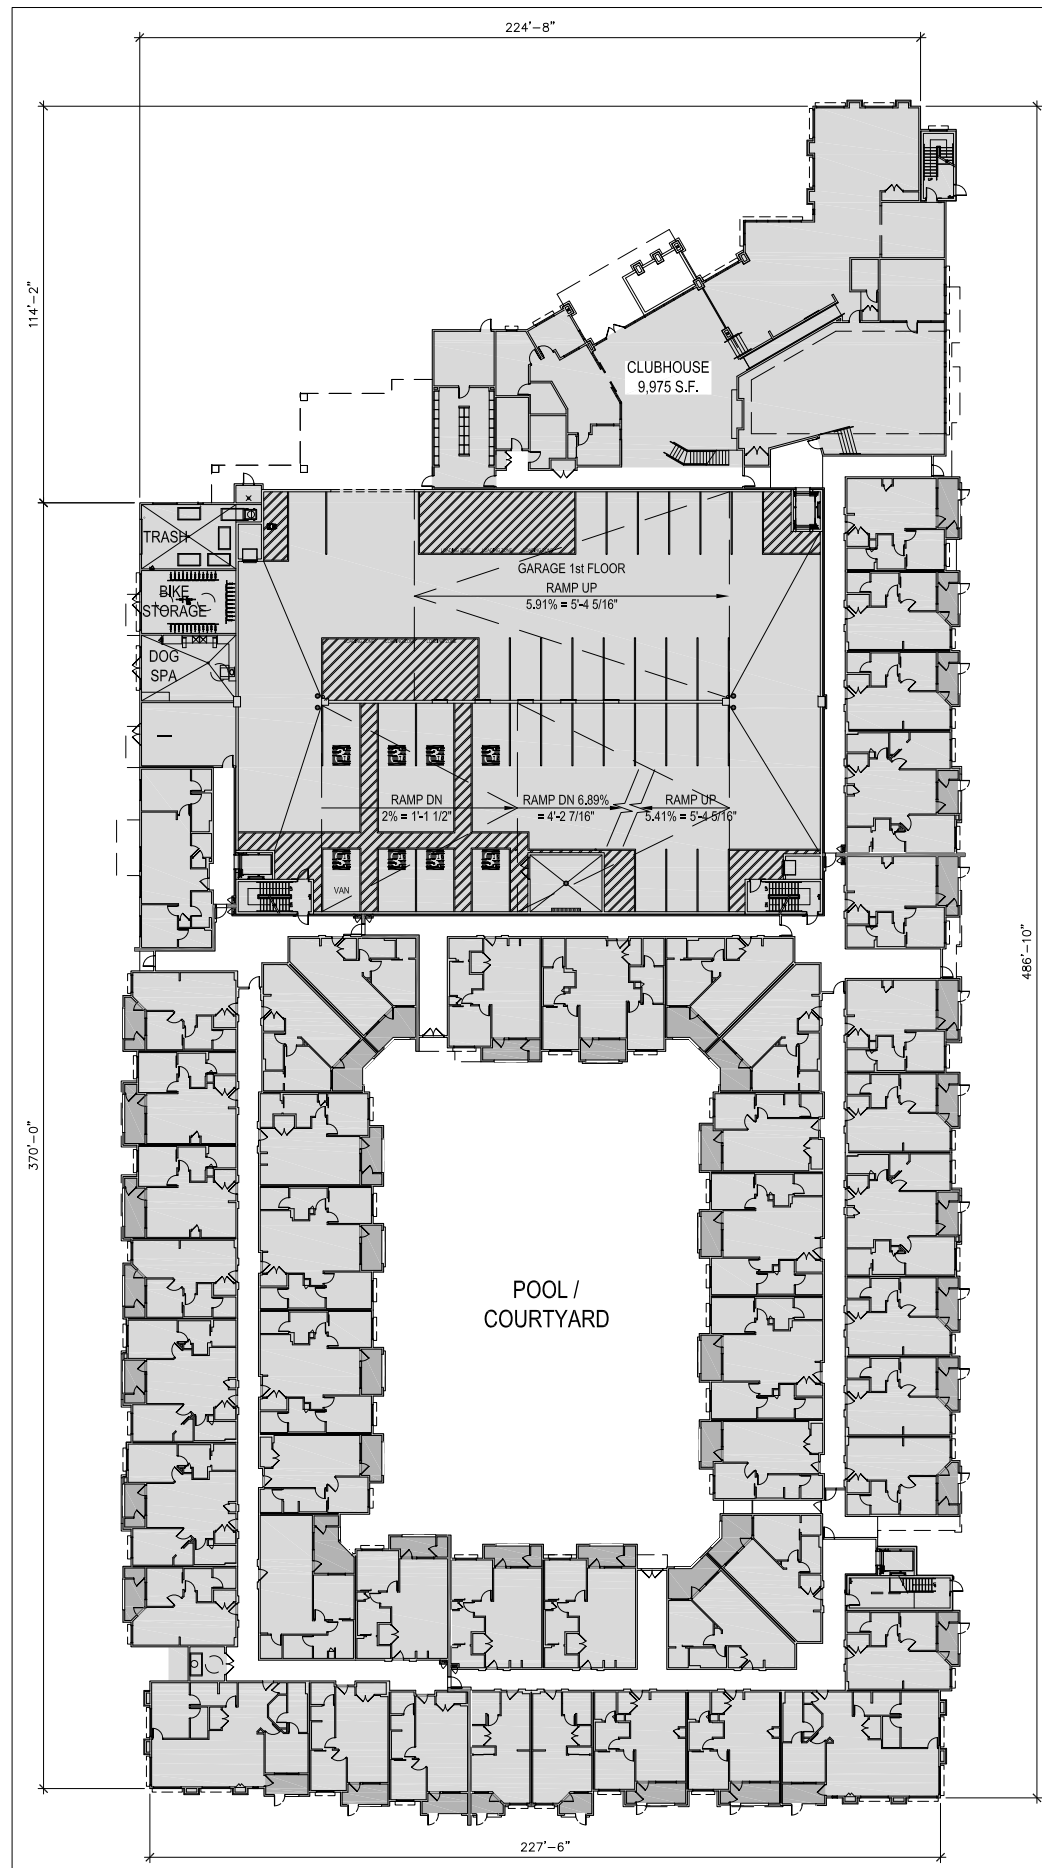 224'-8"
114'-2"
CLUBHOUSE
9,975 S.F.
TRASH
GARAGE 1st FLOOR
RAMP UP
5.91% = 5'-4 5/16"
BIKE
STORAGE
DOG
SPA
RAMP DN
2% = 1'-1 1/2"
RAMP DN 6.89%
= 4'-2 7/16"
RAMP UP
5.41% = 5'-4 5/16"
VAN
486'-10"
370'-0"
POOL /
COURTYARD
227'-6"